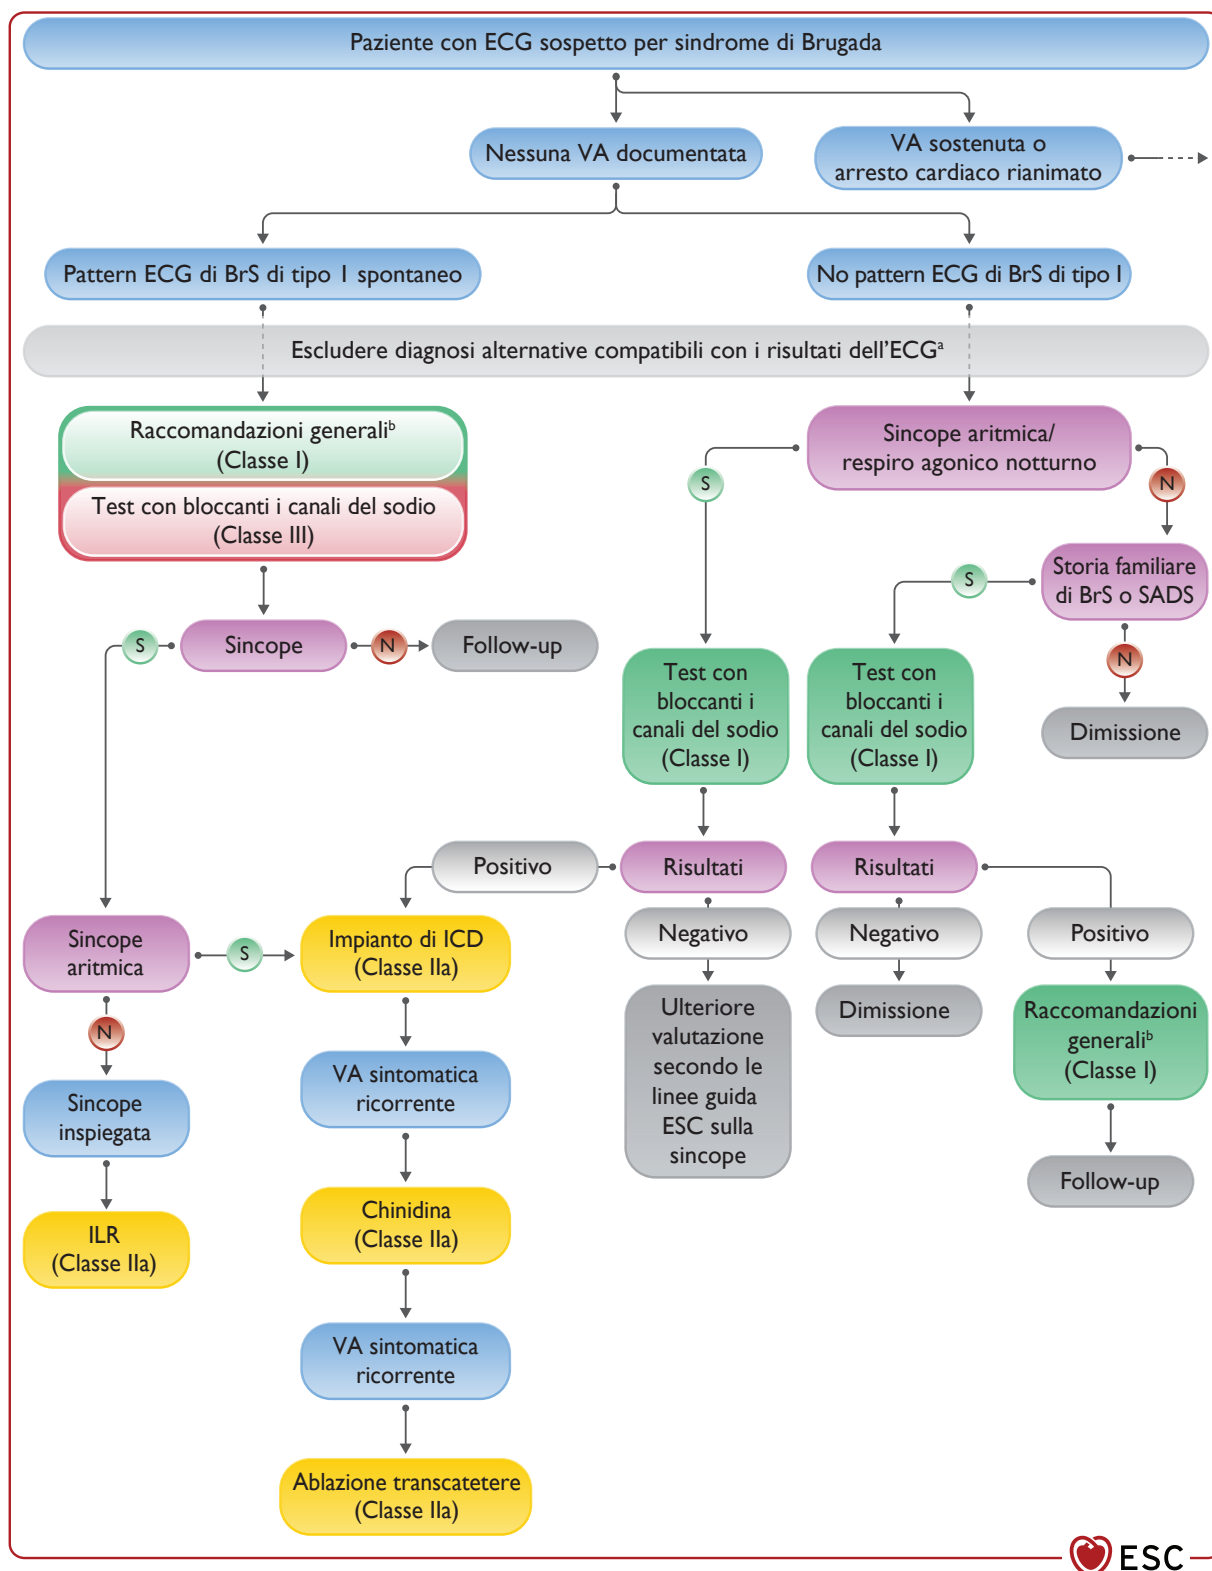 Paziente con ECG sospetto per sindrome di Brugada
Nessuna VA documentata
VA sostenuta o
arresto cardiaco rianimato
Pattern ECG di BrS di tipo 1 spontaneo
No pattern ECG di BrS di tipo I
Escludere diagnosi alternative compatibili con i risultati dell'ECGᵃ
Raccomandazioni generaliᵇ
(Classe I)
Test con bloccanti i canali del sodio
(Classe III)
Sincope aritmica/
respiro agonico notturno
S
N
Storia familiare
di BrS o SADS
S
N
Dimissione
S
Sincope
N
Follow-up
Test con
bloccanti i
canali del sodio
(Classe I)
Test con
bloccanti i
canali del sodio
(Classe I)
Positivo
Risultati
Risultati
Negativo
Negativo
Positivo
Sincope
aritmica
S
Impianto di ICD
(Classe IIa)
N
Ulteriore
valutazione
secondo le
linee guida
ESC sulla
sincope
Dimissione
Raccomandazioni
generaliᵇ
(Classe I)
Sincope
inspiegata
VA sintomatica
ricorrente
Follow-up
ILR
(Classe IIa)
Chinidina
(Classe IIa)
VA sintomatica
ricorrente
Ablazione transcatetere
(Classe IIa)
ESC